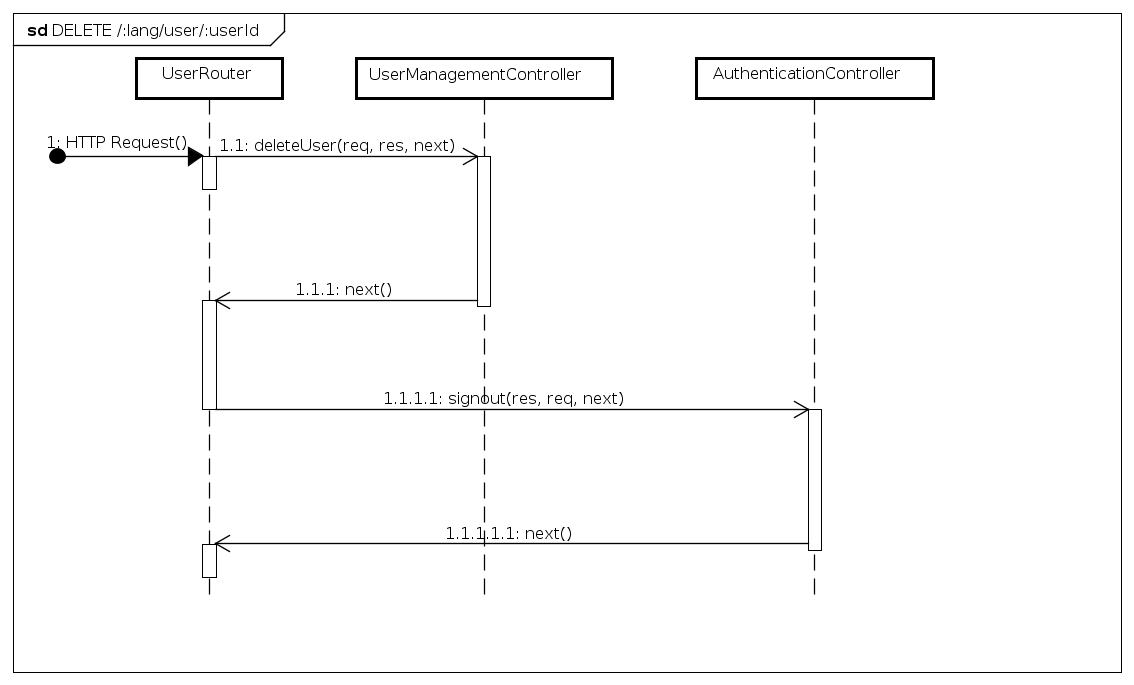 sd DELETE /:lang/user/:userId
UserRouter
UserManagementController
AuthenticationController
1: HTTP Request()
1.1: deleteUser(req, res, next)
1.1.1: next()
1.1.1.1: signout(res, req, next)
1.1.1.1.1: next()